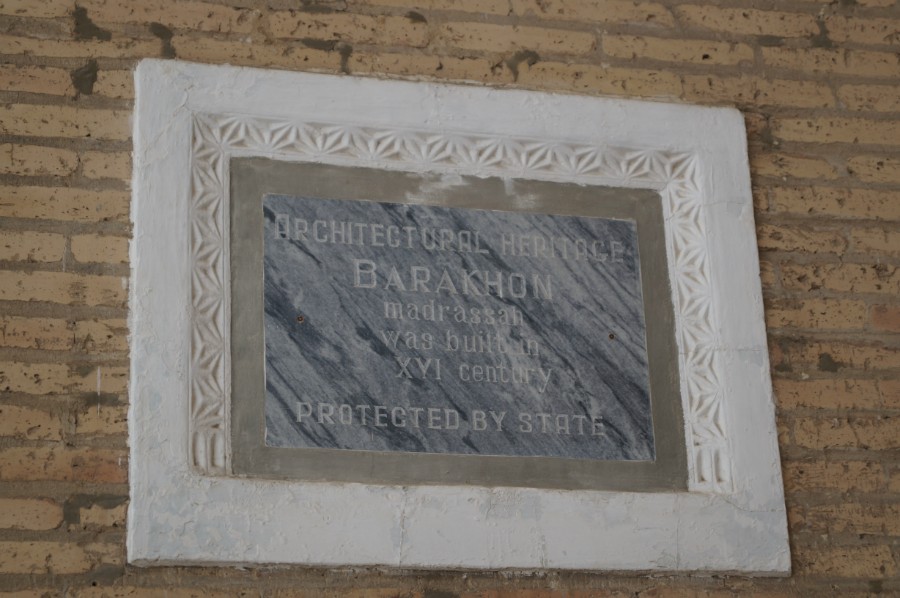 ARCHITECTURAL HERITAGE
BARAKHON
madrassah
was built in
XVI century
PROTECTED BY STATE